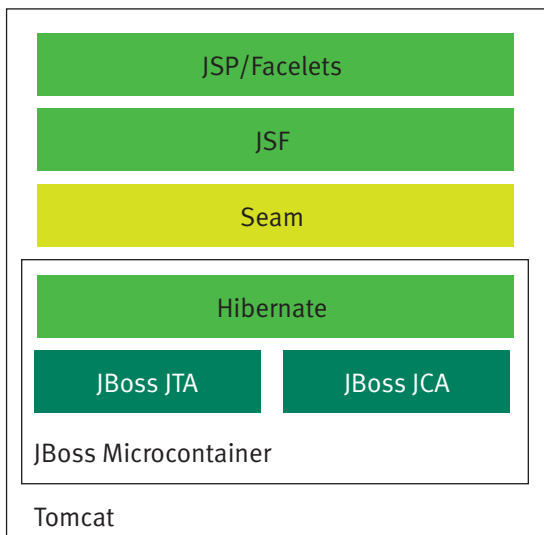 JSP/Facelets
JSF
Seam
Hibernate
JBoss JTA
JBoss JCA
JBoss Microcontainer
Tomcat